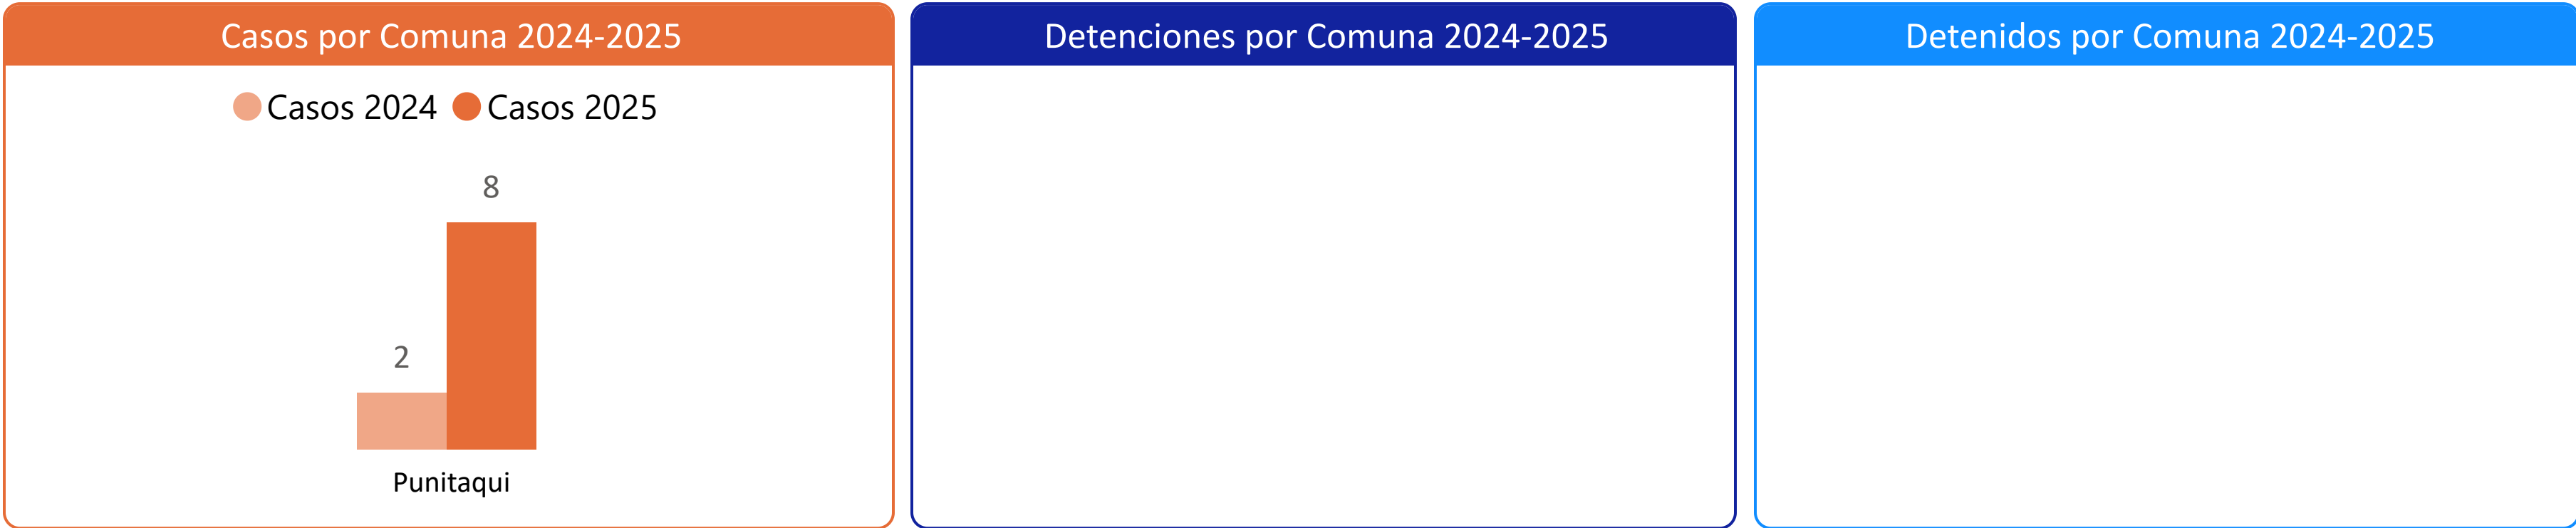 Casos por Comuna 2024-2025
Casos 2024 Casos 2025
8
2
Punitaqui
Detenciones por Comuna 2024-2025
Detenidos por Comuna 2024-2025